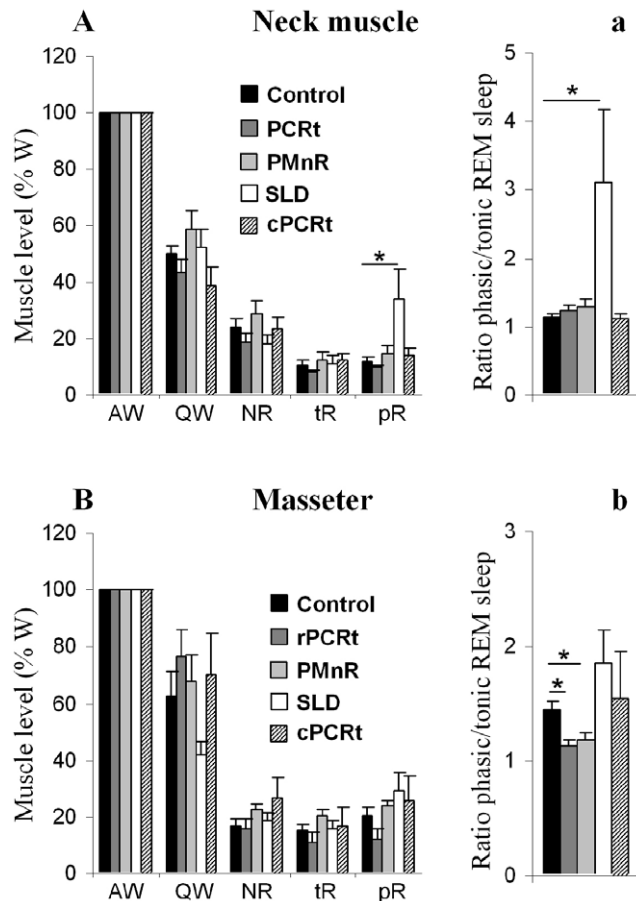 A Neck muscle a
Muscle level (% W)
120
100
80
60
40
20
0
Control
PCRt
PMnR
SLD
cPCRt
*
AW QW NR tR pR
Ratio phasic/tonic REM sleep
5
4
3
2
1
0
*
B Masseter b
Muscle level (% W)
120
100
80
60
40
20
0
Control
rPCRt
PMnR
SLD
cPCRt
AW QW NR tR pR
Ratio phasic/tonic REM sleep
3
2
1
0
*
*